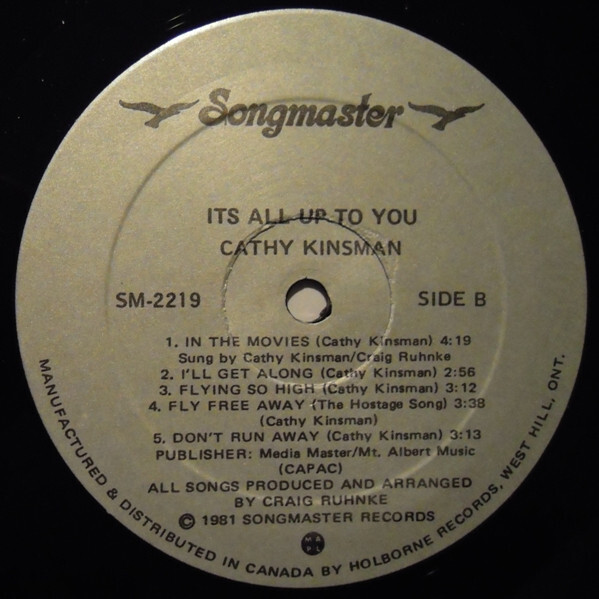 Songmaster
ITS ALL UP TO YOU
CATHY KINSMAN
SM-2219
SIDE B
1. IN THE MOVIES (Cathy Kinsman) 4:19
Sung by Cathy Kinsman/Craig Ruhnke
2. I'LL GET ALONG (Cathy Kinsman) 2:56
3. FLYING SO HIGH (Cathy Kinsman) 3:12
4. FLY FREE AWAY (The Hostage Song) 3:38
(Cathy Kinsman)
5. DON'T RUN AWAY (Cathy Kinsman) 3:13
PUBLISHER: Media Master/Mt. Albert Music
(CAPAC)
ALL SONGS PRODUCED AND ARRANGED
BY CRAIG RUHNKE
© 1981 SONGMASTER RECORDS
M A P L
MANUFACTURED & DISTRIBUTED IN CANADA BY HOLBORNE RECORDS, WEST HILL, ONT.